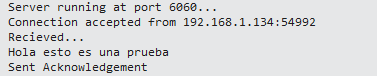 Server running at port 6060...
Connection accepted from 192.168.1.134:54992
Recieved...
Hola esto es una prueba
Sent Acknowledgement